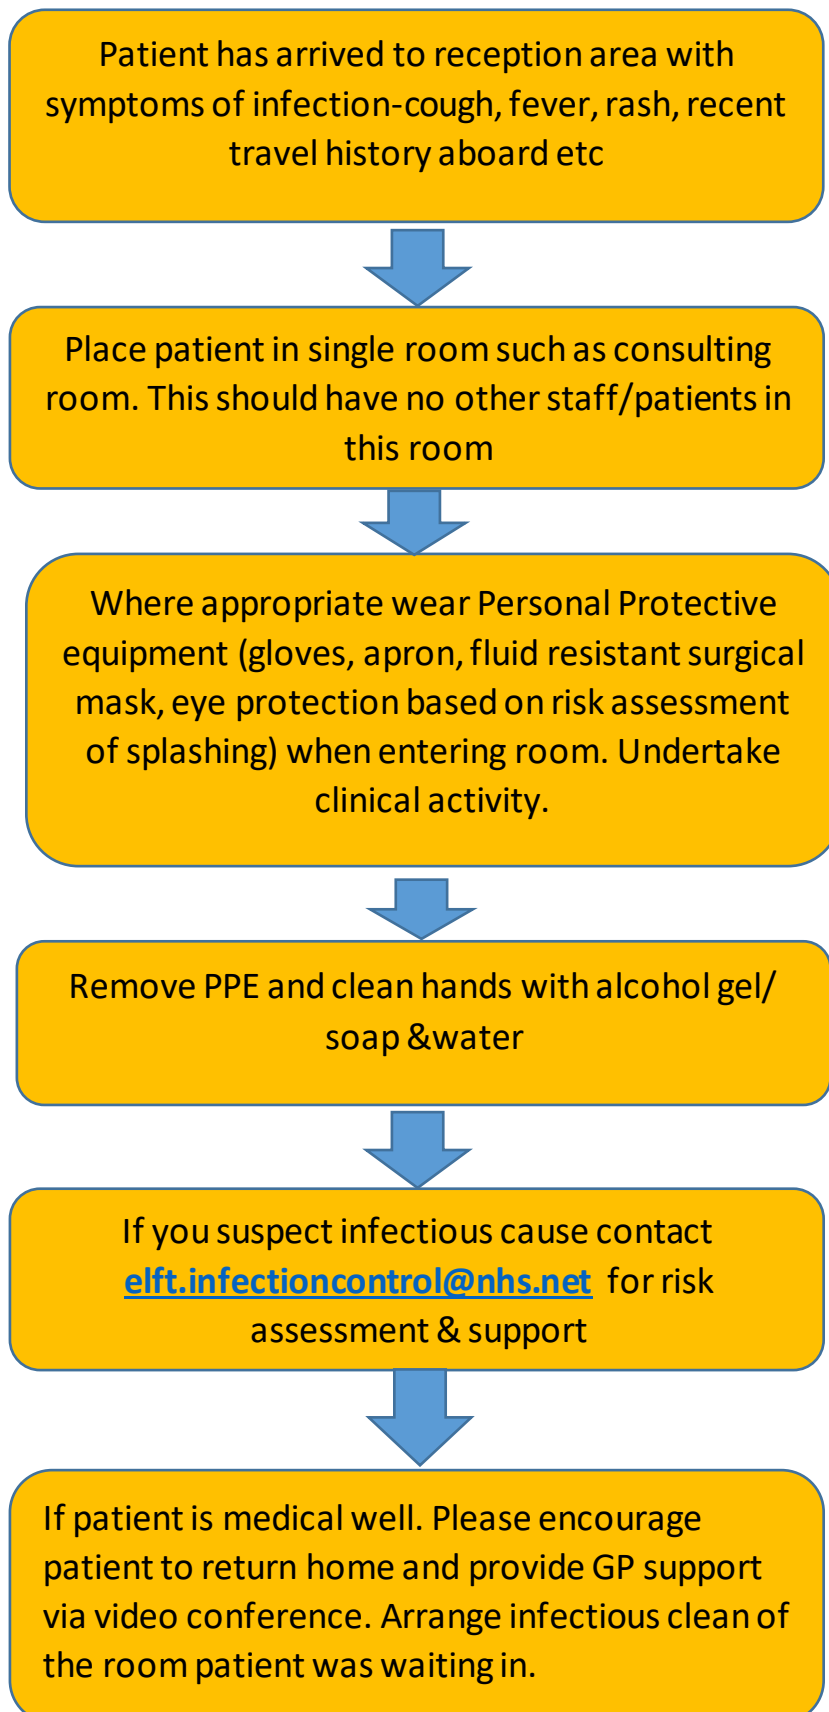 Patient has arrived to reception area with
symptoms of infection-cough, fever, rash, recent
travel history aboard etc
Place patient in single room such as consulting
room. This should have no other staff/patients in
this room
Where appropriate wear Personal Protective
equipment (gloves, apron, fluid resistant surgical
mask, eye protection based on risk assessment
of splashing) when entering room. Undertake
clinical activity.
Remove PPE and clean hands with alcohol gel/
soap &water
If you suspect infectious cause contact
elft.infectioncontrol@nhs.net for risk
assessment & support
If patient is medical well. Please encourage
patient to return home and provide GP support
via video conference. Arrange infectious clean of
the room patient was waiting in.